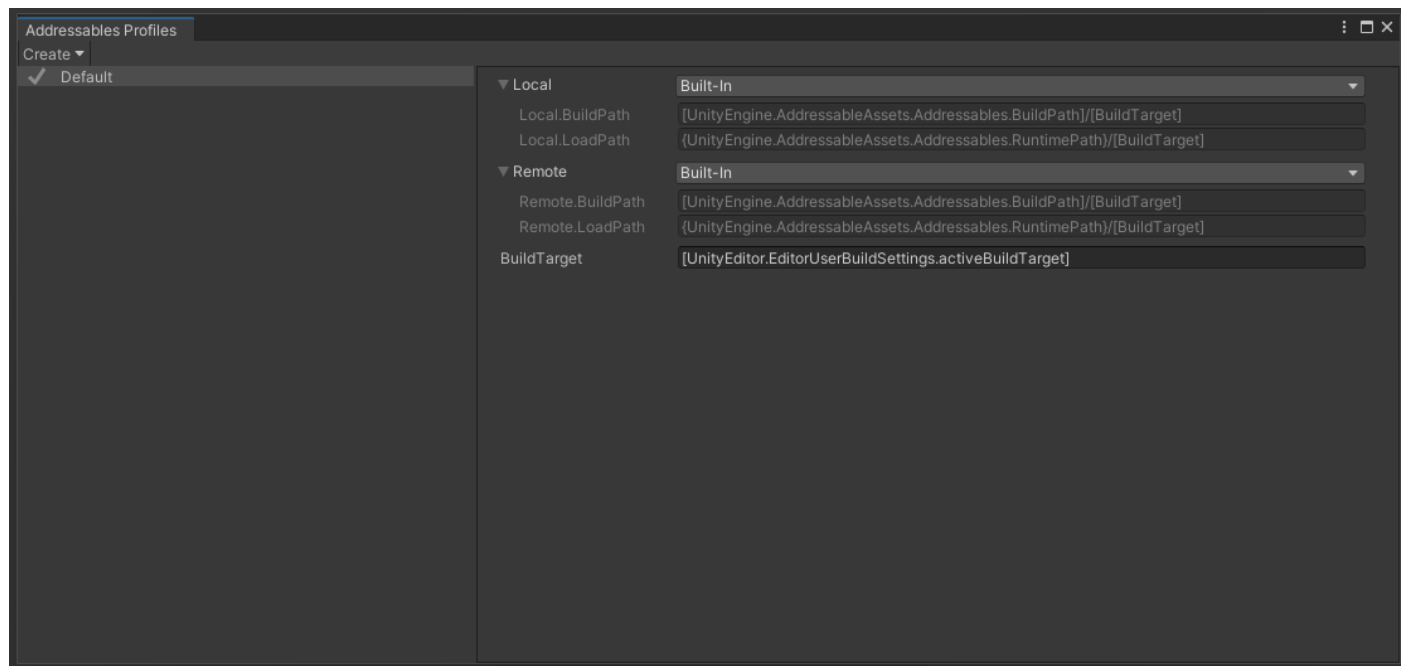 Addressables Profiles
Create
Default
Local Built-In
Local.BuildPath [UnityEngine.AddressableAssets.Addressables.BuildPath]/[BuildTarget]
Local.LoadPath {UnityEngine.AddressableAssets.Addressables.RuntimePath}/[BuildTarget]
Remote Built-In
Remote.BuildPath [UnityEngine.AddressableAssets.Addressables.BuildPath]/[BuildTarget]
Remote.LoadPath {UnityEngine.AddressableAssets.Addressables.RuntimePath}/[BuildTarget]
BuildTarget [UnityEditor.EditorUserBuildSettings.activeBuildTarget]